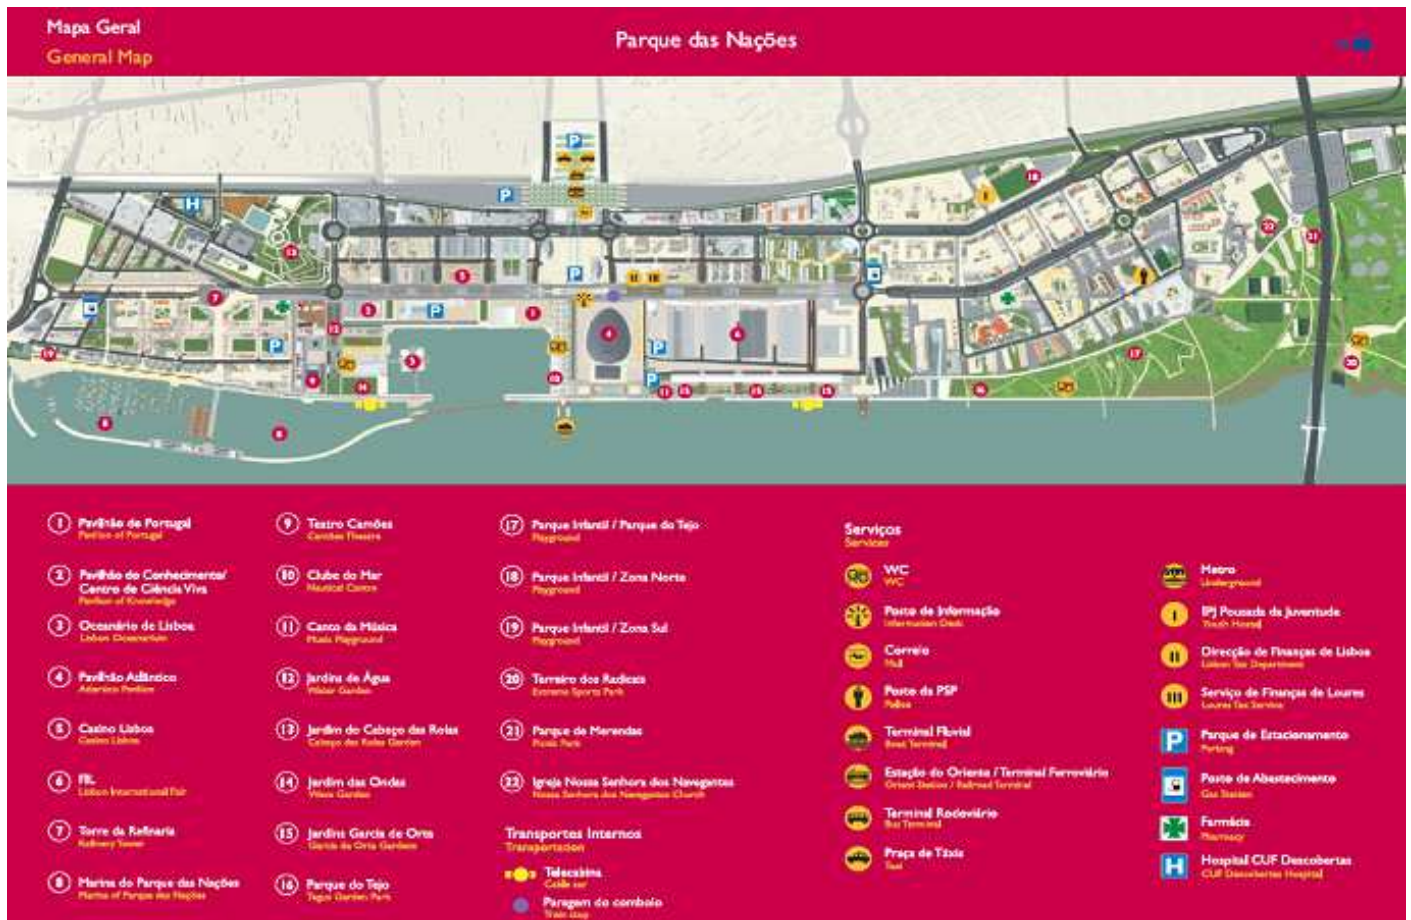 Mapa Geral
General Map
Parque das Nações
1 Pavilhão de Portugal
Pavilion of Portugal
2 Pavilhão do Conhecimento/
Centro de Ciência Viva
Pavilion of Knowledge
3 Oceanário de Lisboa
Lisbon Oceanarium
4 Pavilhão Atlântico
Atlantic Pavilion
5 Casino Lisboa
Casino Lisboa
6 FIL
Lisbon International Fair
7 Torre da Refinaria
Refinery Tower
8 Marina do Parque das Nações
Marina of Parque das Nações
9 Teatro Camões
Camões Theatre
10 Clube do Mar
Nautical Centre
11 Canto da Música
Music Playground
12 Jardins de Água
Water Garden
13 Jardim do Cabeço das Rolas
Cabeço das Rolas Garden
14 Jardim das Ondas
Wave Garden
15 Jardins Garcia de Orta
Garcia de Orta Gardens
16 Parque do Tejo
Tagus Garden Park
17 Parque Infantil / Parque do Tejo
Playground
18 Parque Infantil / Zona Norte
Playground
19 Parque Infantil / Zona Sul
Playground
20 Terreiro dos Radicais
Extreme Sports Park
21 Parque de Merendas
Picnic Park
22 Igreja Nossa Senhora dos Navegantes
Nossa Senhora dos Navegantes Church
Transportes Internos
Transportation
Telecabina
Cable car
Paragem do comboio
Train stop
Serviços
Services
WC
WC
Posto de Informação
Information Desk
Correio
Mail
Posto da PSP
Police
Terminal Fluvial
Boat Terminal
Estação do Oriente / Terminal Ferroviário
Orient Station / Railroad Terminal
Terminal Rodoviário
Bus Terminal
Praça de Táxis
Taxi
Metro
Underground
I IPJ Pousada da Juventude
Youth Hostel
II Direcção de Finanças de Lisboa
Lisbon Tax Department
III Serviço de Finanças de Loures
Loures Tax Service
P Parque de Estacionamento
Parking
Posto de Abastecimento
Gas Station
Farmácia
Pharmacy
H Hospital CUF Descobertas
CUF Descobertas Hospital